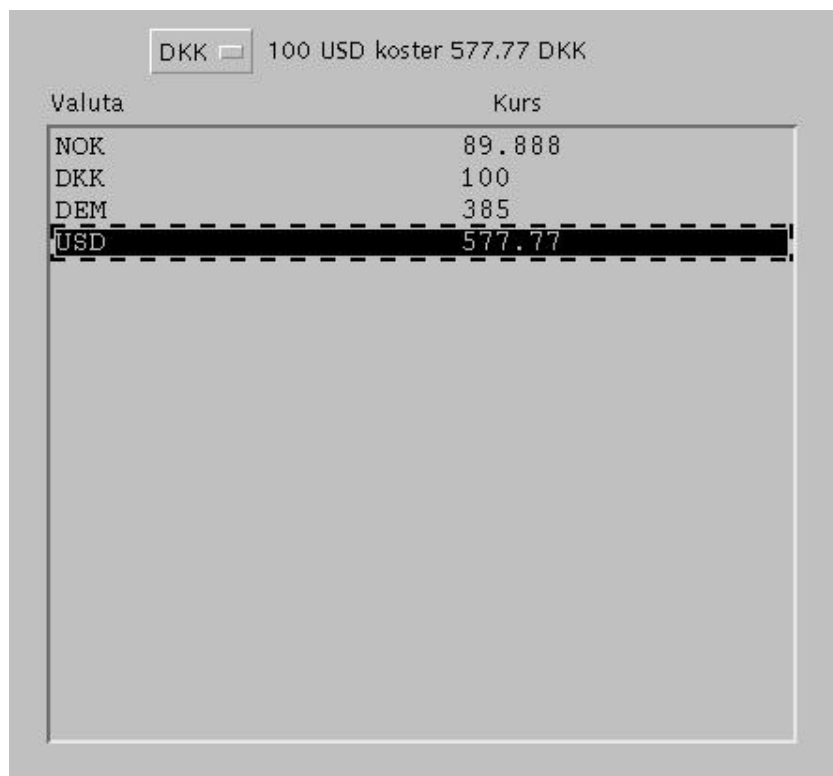 DKK 100 USD koster 577.77 DKK
Valuta Kurs
NOK 89.888
DKK 100
DEM 385
USD 577.77